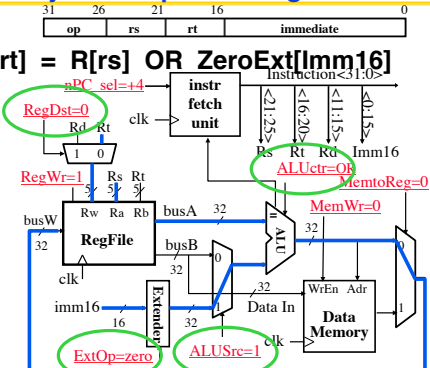 31 26 21 16 0
op rs rt immediate
rt] = R[rs] OR ZeroExt[Imm16]
nPC_sel=+4
instr
fetch
unit
Instruction<31:0>
RegDst=0
clk
<21:25>
<16:20>
<11:15>
<0:15>
Rd Rt
1 0
Rs Rt Rd Imm16
ALUctr=OR
RegWr=1
Rs Rt
5 5 5
MemtoReg=0
MemWr=0
busW
32
Rw Ra Rb
RegFile
busA
32
busB
32
=
ALU
32
0
clk
0
1
32
WrEn Adr
Data In
Data
Memory
1
imm16
16
Extender
32
clk
ExtOp=zero
ALUSrc=1